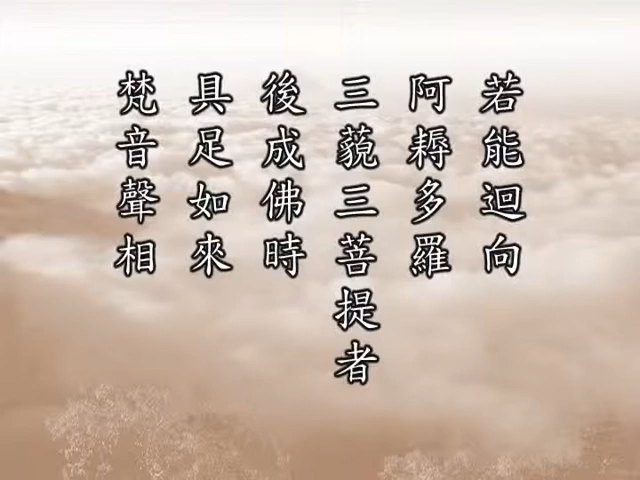 若能迴向
阿耨多羅
三藐三菩提者
後成佛時
具足如來
梵音聲相